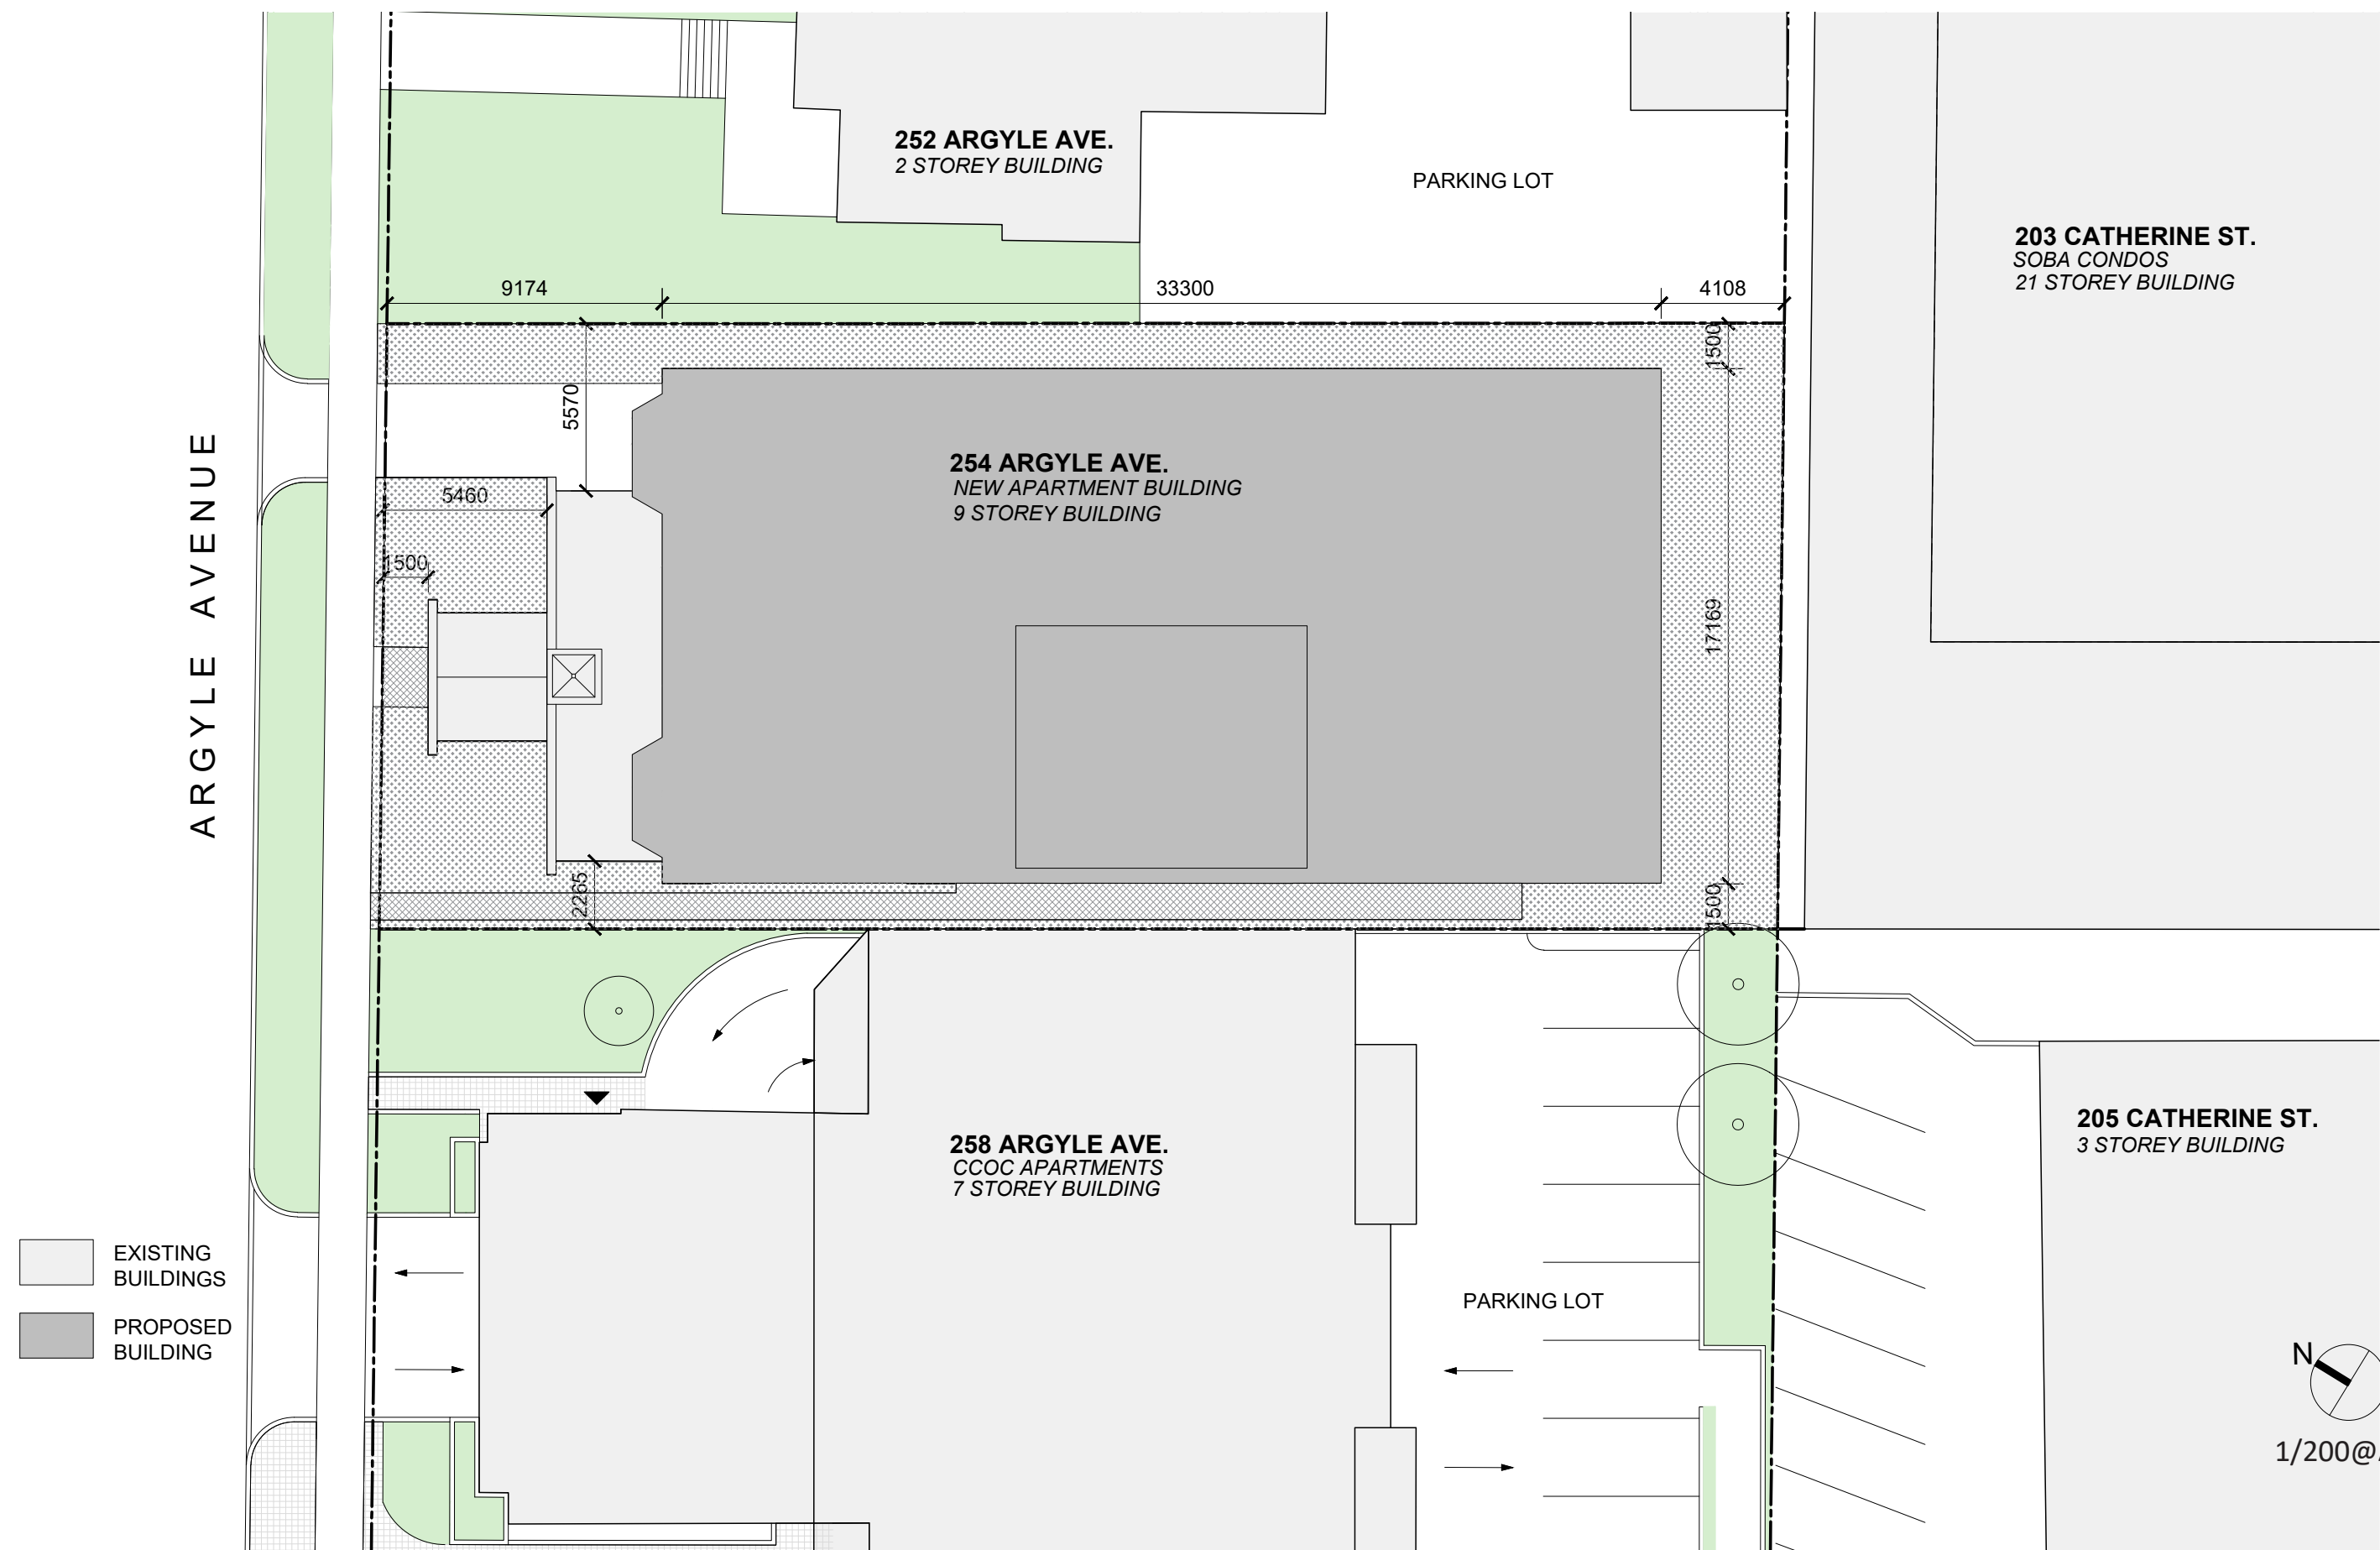 252 ARGYLE AVE.
2 STOREY BUILDING
PARKING LOT
203 CATHERINE ST.
SOBA CONDOS
21 STOREY BUILDING
9174
33300
4108
1500
5570
ARGYLE AVENUE
254 ARGYLE AVE.
NEW APARTMENT BUILDING
9 STOREY BUILDING
5460
1500
17169
2265
1500
258 ARGYLE AVE.
CCOC APARTMENTS
7 STOREY BUILDING
205 CATHERINE ST.
3 STOREY BUILDING
EXISTING
BUILDINGS
PARKING LOT
PROPOSED
BUILDING
N
1/200@